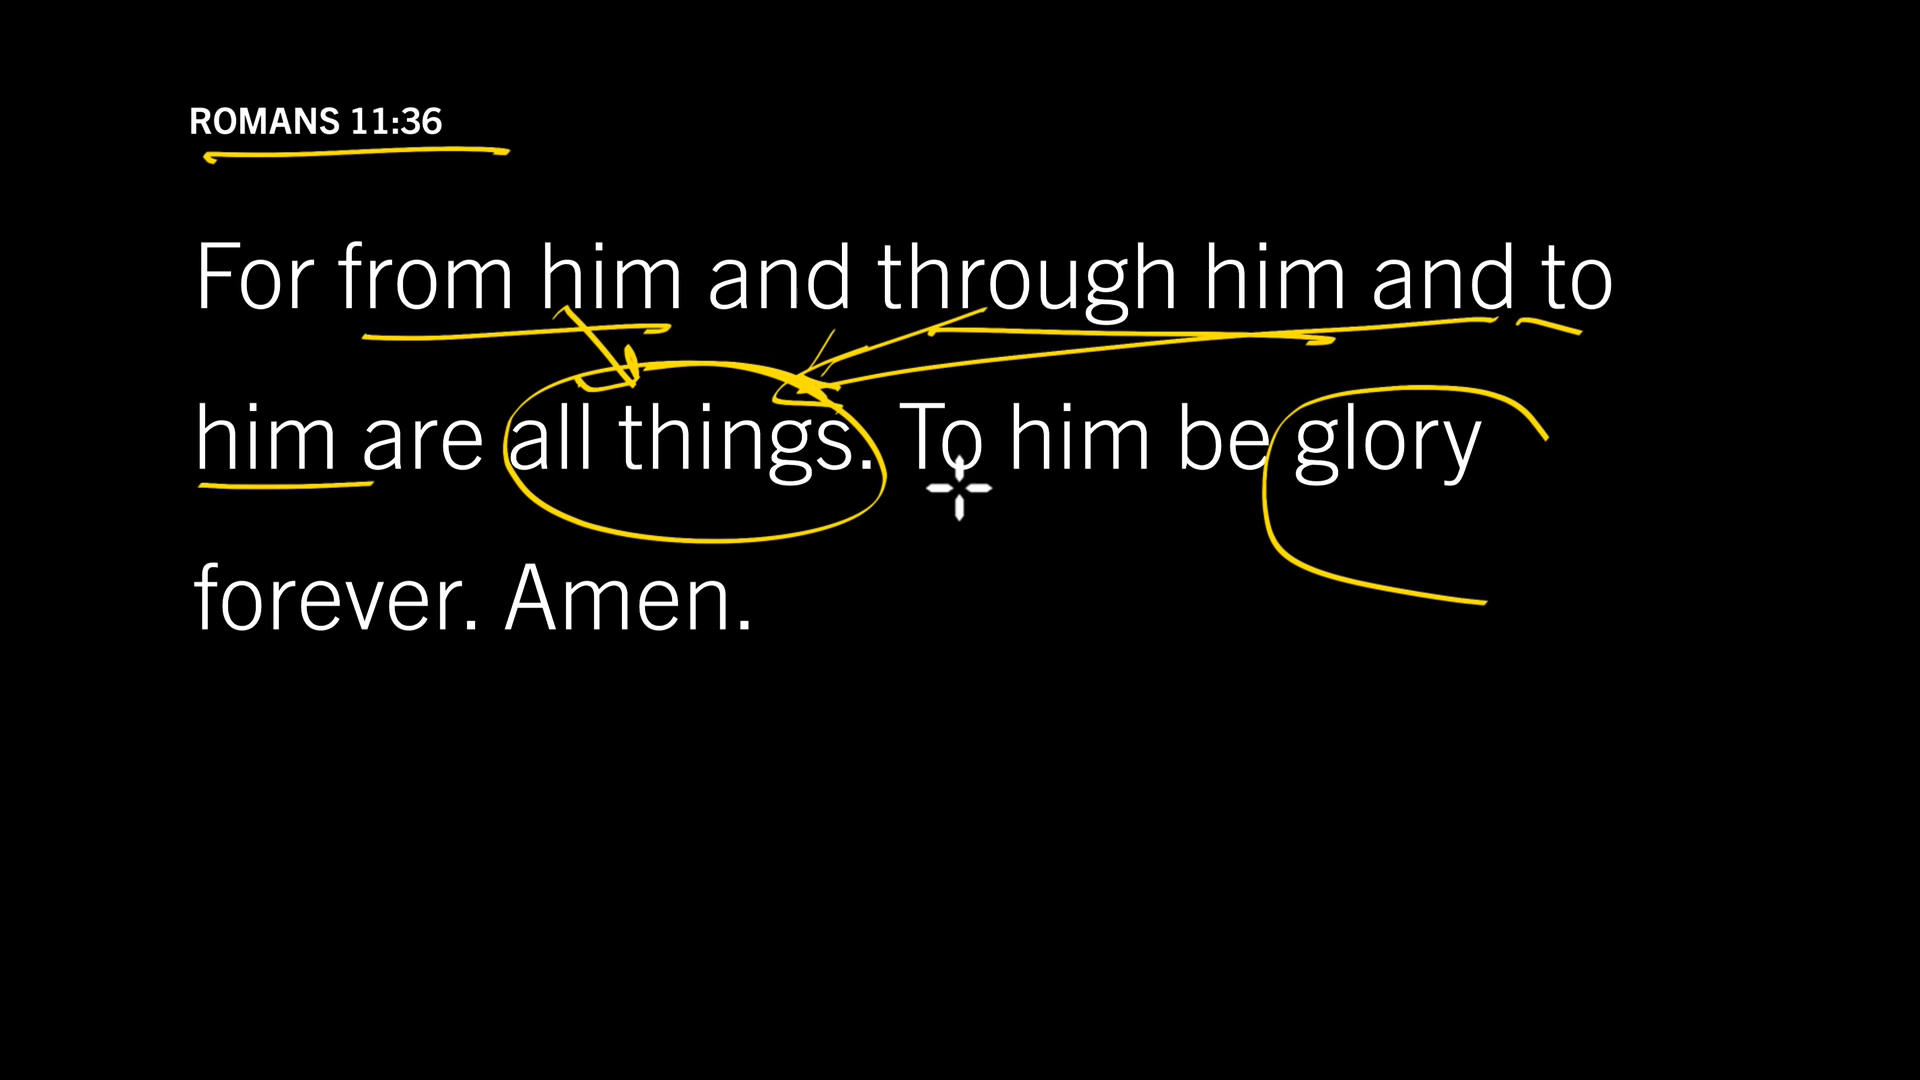 ROMANS 11:36
For from him and through him and to
him are all things. To him be glory
forever. Amen.